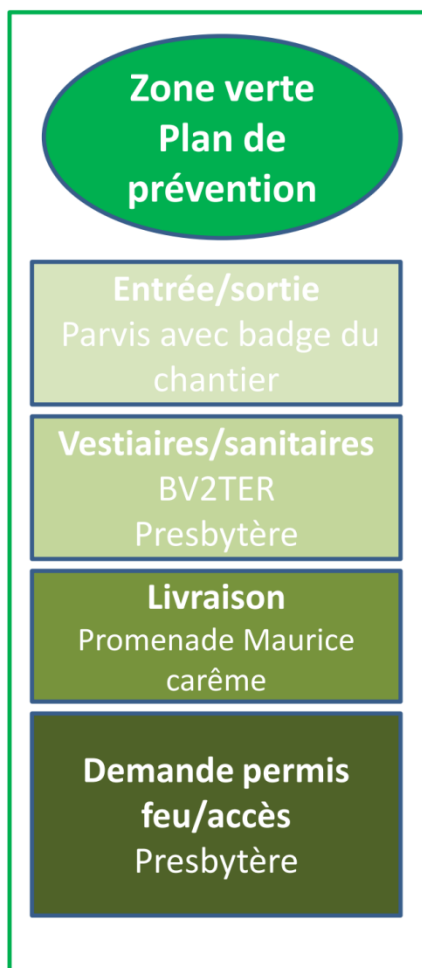 Zone verte
Plan de
prévention
Entrée/sortie
Parvis avec badge du
chantier
Vestiaires/sanitaires
BV2TER
Presbytère
Livraison
Promenade Maurice
carême
Demande permis
feu/accès
Presbytère